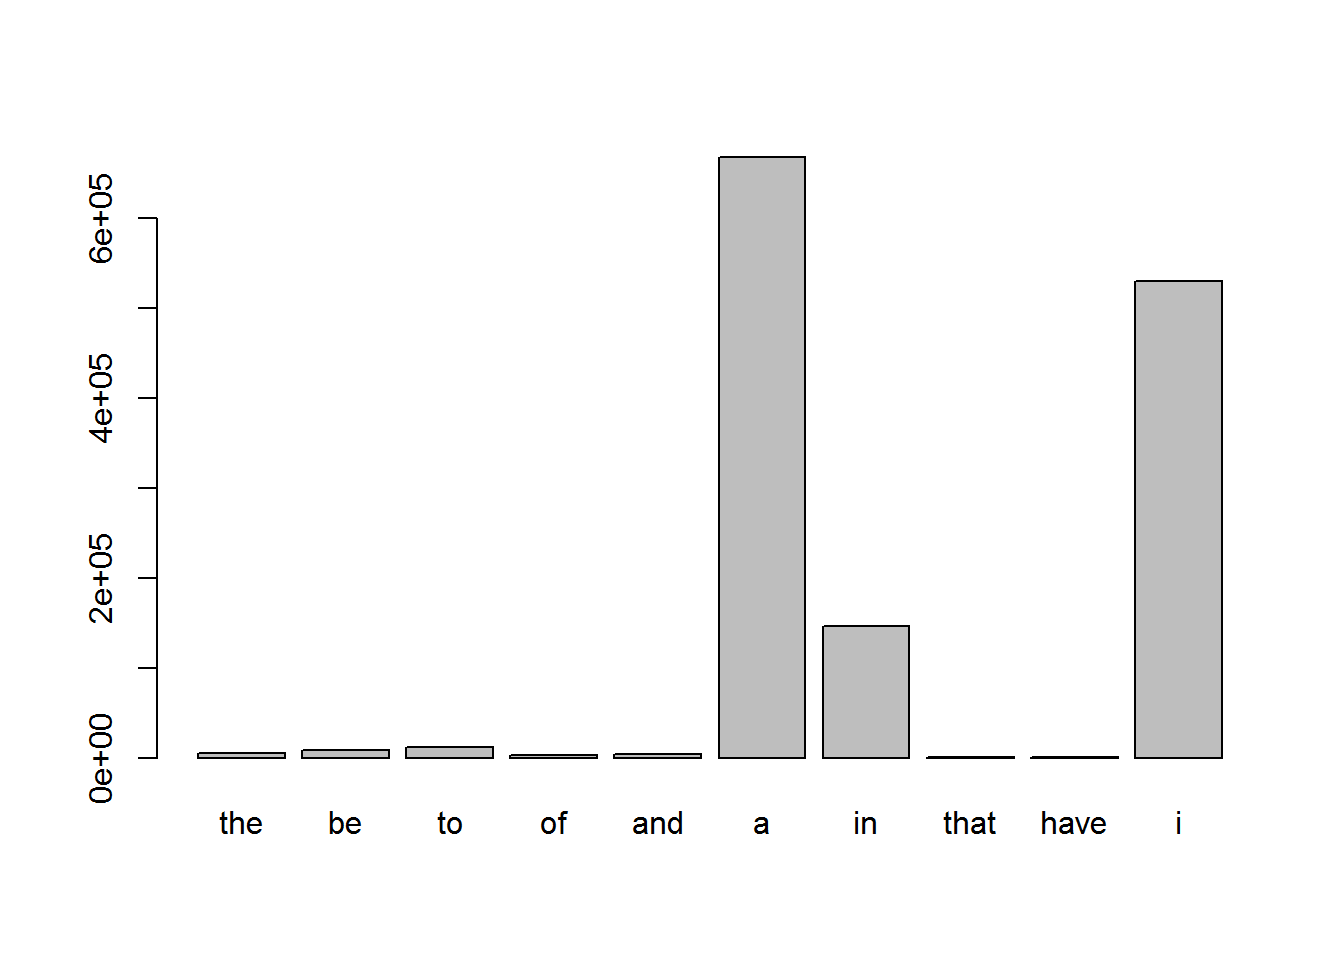 6e+05
4e+05
2e+05
0e+00
the be to of and a in that have i